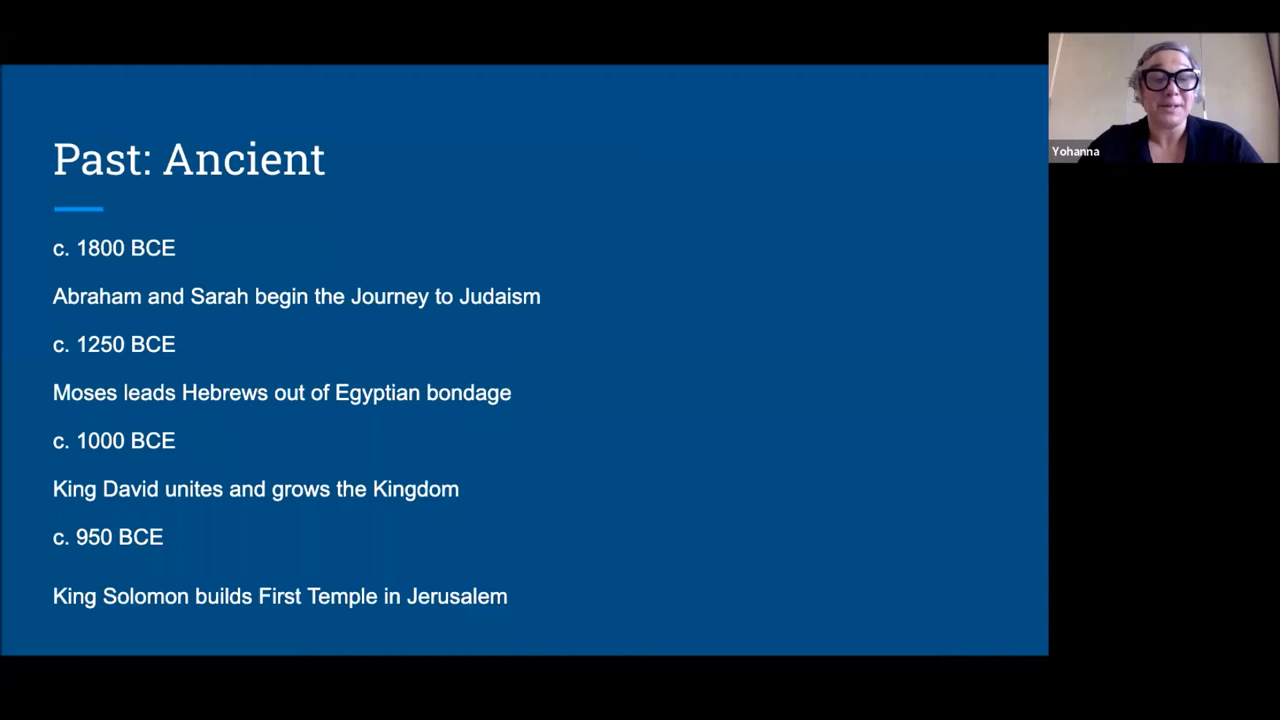 Past: Ancient
c. 1800 BCE
Abraham and Sarah begin the Journey to Judaism
c. 1250 BCE
Moses leads Hebrews out of Egyptian bondage
c. 1000 BCE
King David unites and grows the Kingdom
c. 950 BCE
King Solomon builds First Temple in Jerusalem
Yohanna